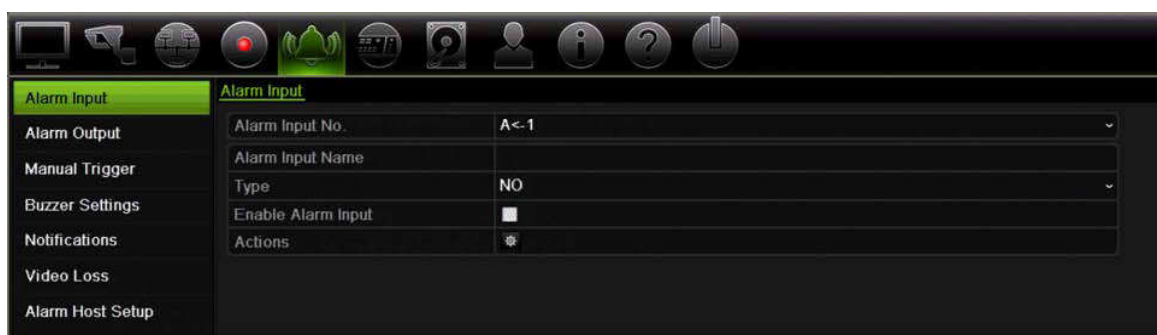 Alarm Input
Alarm Output
Manual Trigger
Buzzer Settings
Notifications
Video Loss
Alarm Host Setup
Alarm Input
Alarm Input No. A<-1
Alarm Input Name
Type NO
Enable Alarm Input
Actions